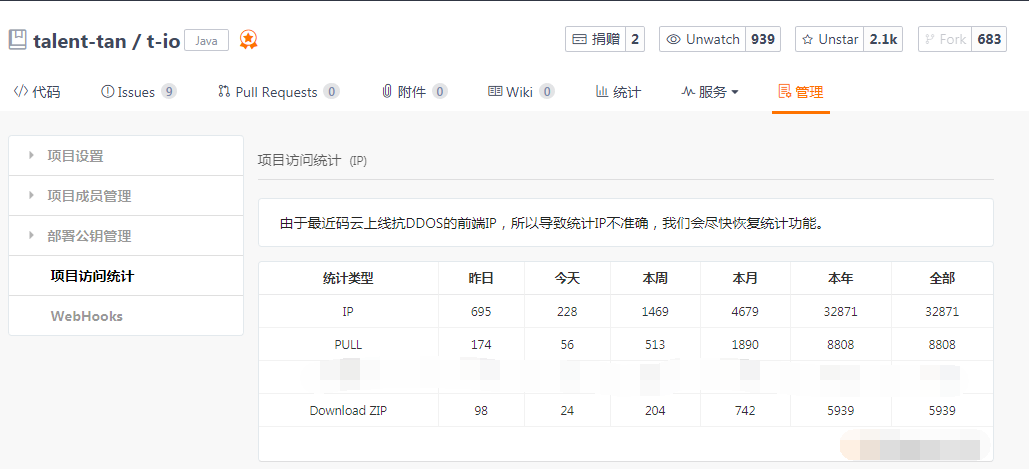 talent-tan / t-io Java 捐赠 2 Unwatch 939 Unstar 2.1k Fork 683
代码 Issues 9 Pull Requests 0 附件 0 Wiki 0 统计 服务 管理
项目设置
项目成员管理
部署公钥管理
项目访问统计
WebHooks
项目访问统计 (IP)
由于最近码云上线抗DDOS的前端IP，所以导致统计IP不准确，我们会尽快恢复统计功能。
统计类型 昨日 今天 本周 本月 本年 全部
IP 695 228 1469 4679 32871 32871
PULL 174 56 513 1890 8808 8808
Download ZIP 98 24 204 742 5939 5939